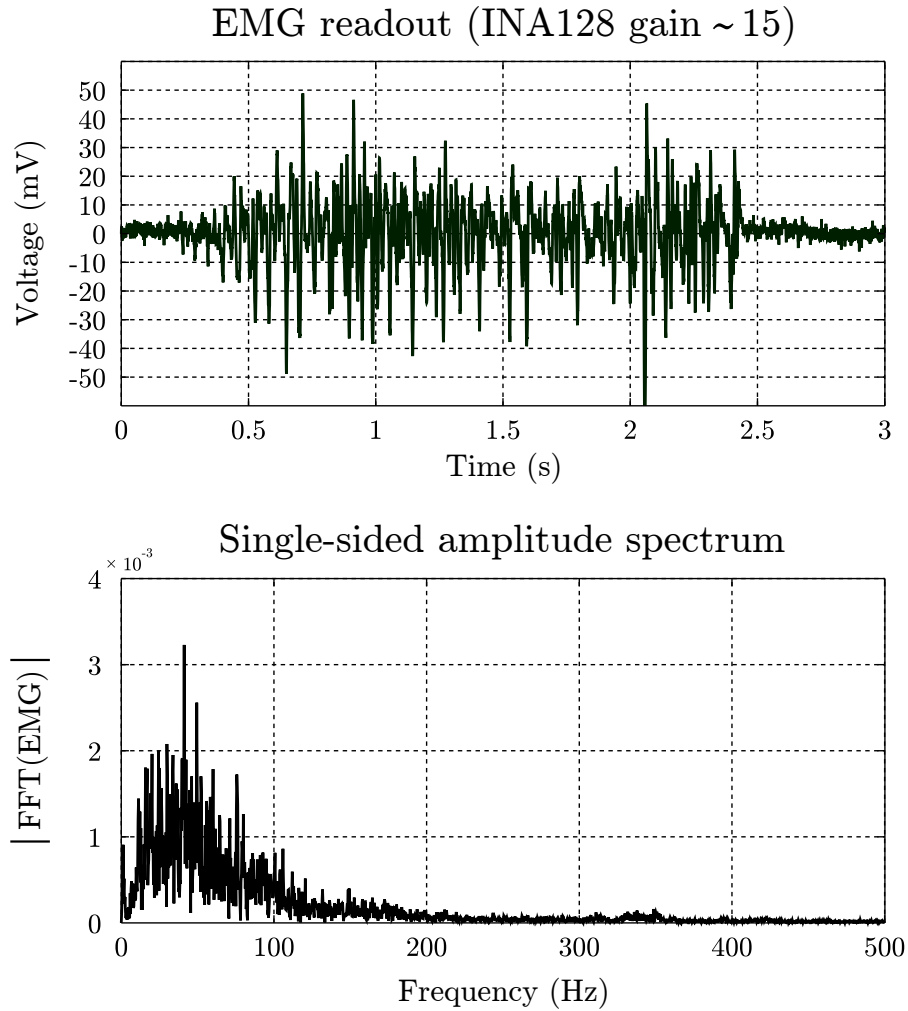 EMG readout (INA128 gain ~ 15)
50
40
30
20
10
0
-10
-20
-30
-40
-50
Voltage (mV)
0 0.5 1 1.5 2 2.5 3
Time (s)
Single-sided amplitude spectrum
× 10-3
4
3
2
1
0
|FFT(EMG)|
0 100 200 300 400 500
Frequency (Hz)